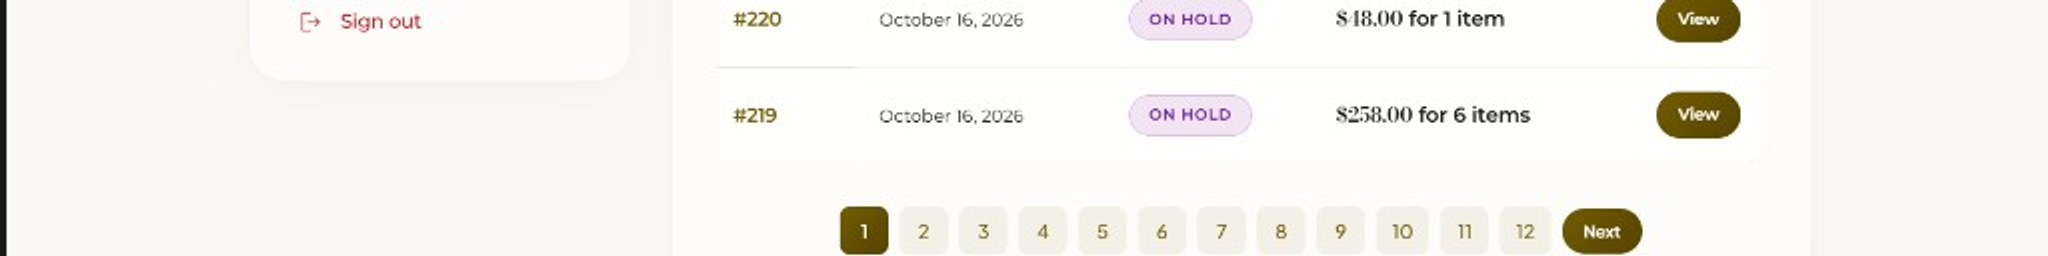 Sign out
#220 October 16, 2026 ON HOLD $48.00 for 1 item View
#219 October 16, 2026 ON HOLD $258.00 for 6 items View
1 2 3 4 5 6 7 8 9 10 11 12 Next